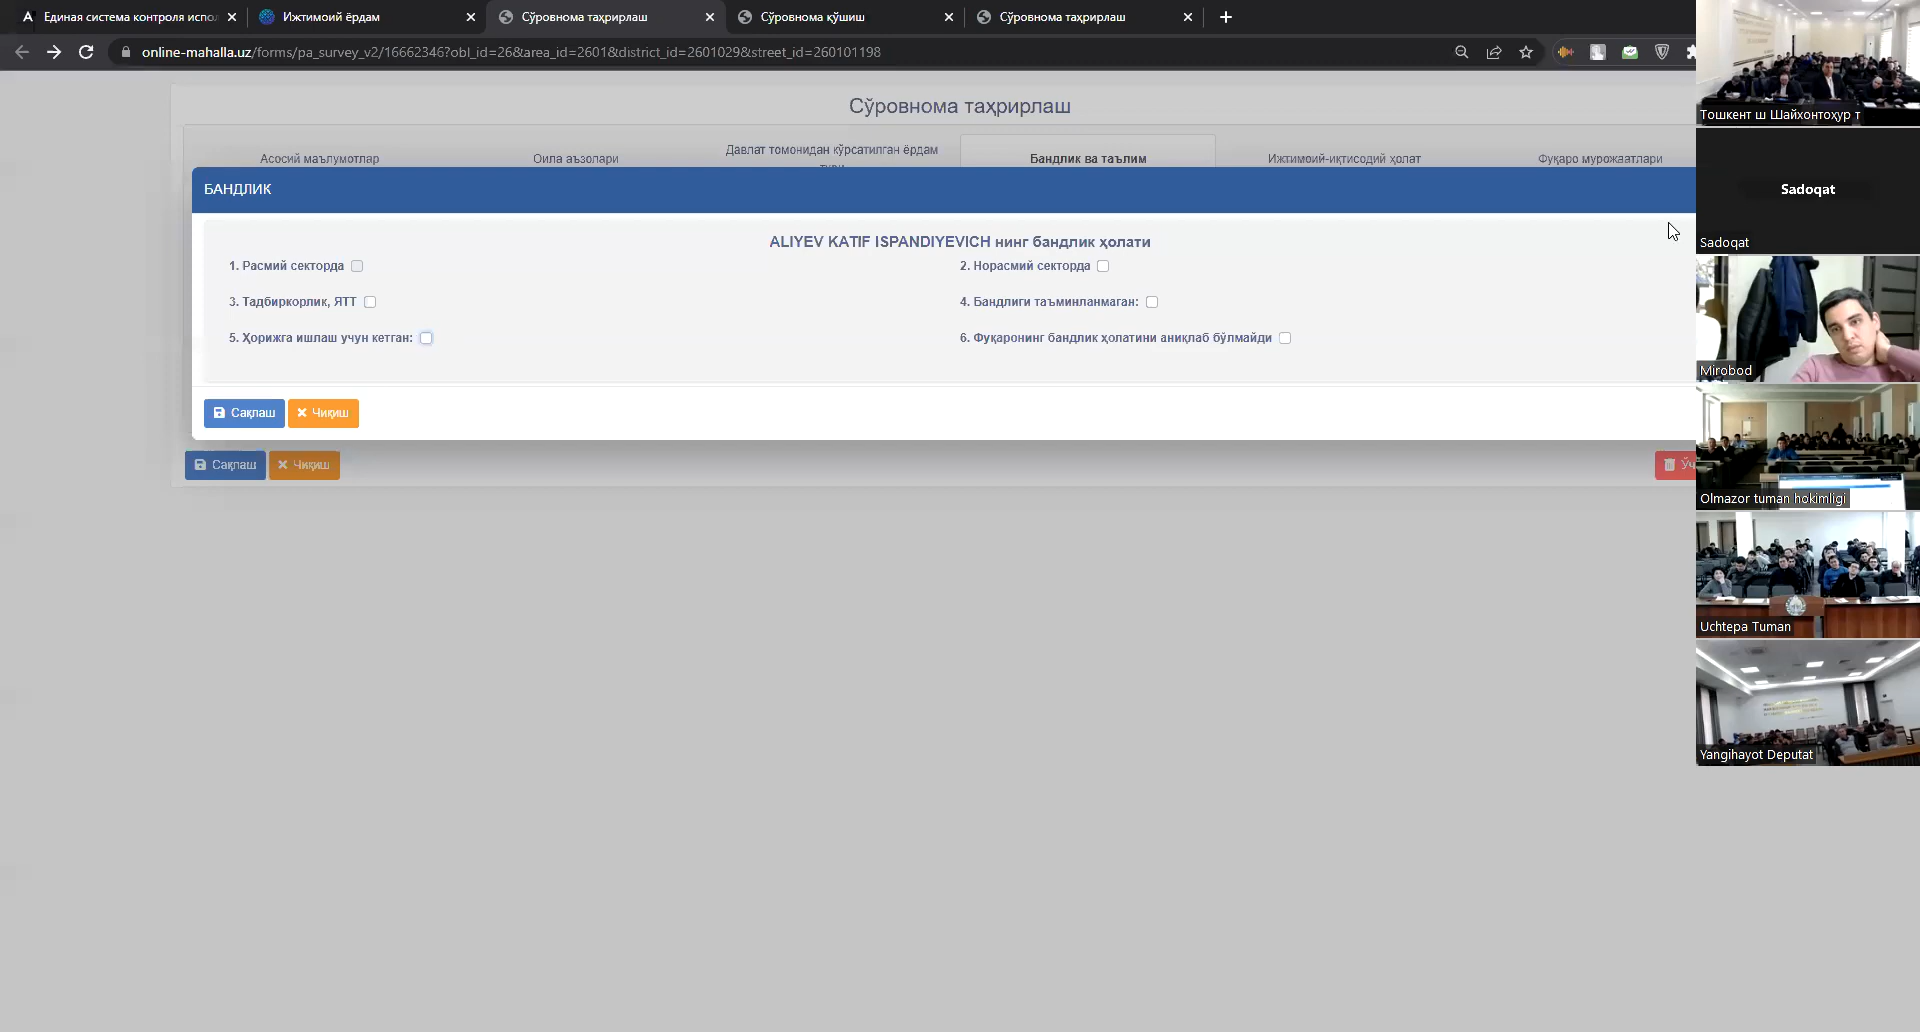 Единая система контроля испол
Ижтимоий ёрдам
Сўровнома таҳрирлаш
Сўровнома қўшиш
Сўровнома таҳрирлаш
online-mahalla.uz/forms/pa_survey_v2/16662346?obl_id=26&area_id=2601&district_id=2601029&street_id=260101198
Сўровнома таҳрирлаш
Асосий маълумотлар
Оила аъзолари
Давлат томонидан кўрсатилган ёрдам
Бандлик ва таълим
Ижтимоий-иқтисодий ҳолат
Фуқаро мурожаатлари
БАНДЛИК
ALIYEV KATIF ISPANDIYEVICH нинг бандлик ҳолати
1. Расмий секторда
2. Норасмий секторда
3. Тадбиркорлик, ЯТТ
4. Бандлиги таъминланмаган:
5. Ҳорижга ишлаш учун кетган:
6. Фуқаронинг бандлик ҳолатини аниқлаб бўлмайди
Сақлаш
Чиқиш
Сақлаш
Чиқиш
Тошкент ш Шайхонтоҳур т
Sadoqat
Sadoqat
Mirobod
Olmazor tuman hokimligi
Uchtepa Tuman
Yangihayot Deputat